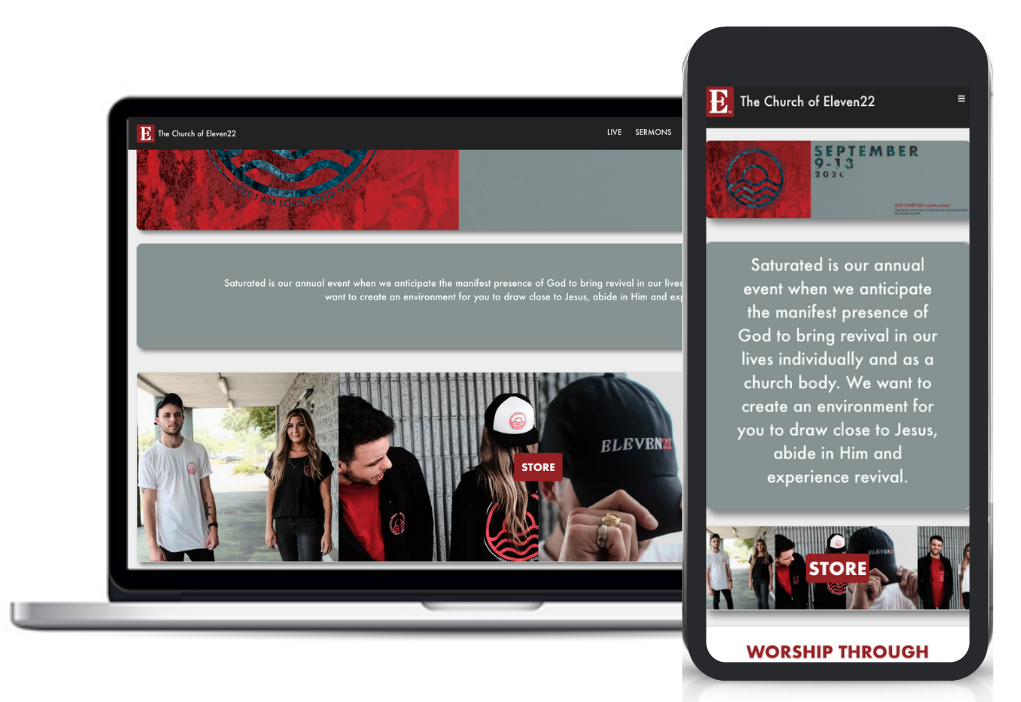 E
The Church of Eleven22
LIVE
SERMONS
I AM LOVE,
Saturated is our annual event when we anticipate the manifest presence of God to bring revival in our lives
want to create an environment for you to draw close to Jesus, abide in Him and
ELEVEN22
STORE
E
The Church of Eleven22
SEPTEMBER
9-13
Saturated is our annual
event when we anticipate
the manifest presence of
God to bring revival in our
lives individually and as a
church body. We want to
create an environment for
you to draw close to Jesus,
abide in Him and
experience revival.
ELEVEN
STORE
WORSHIP THROUGH